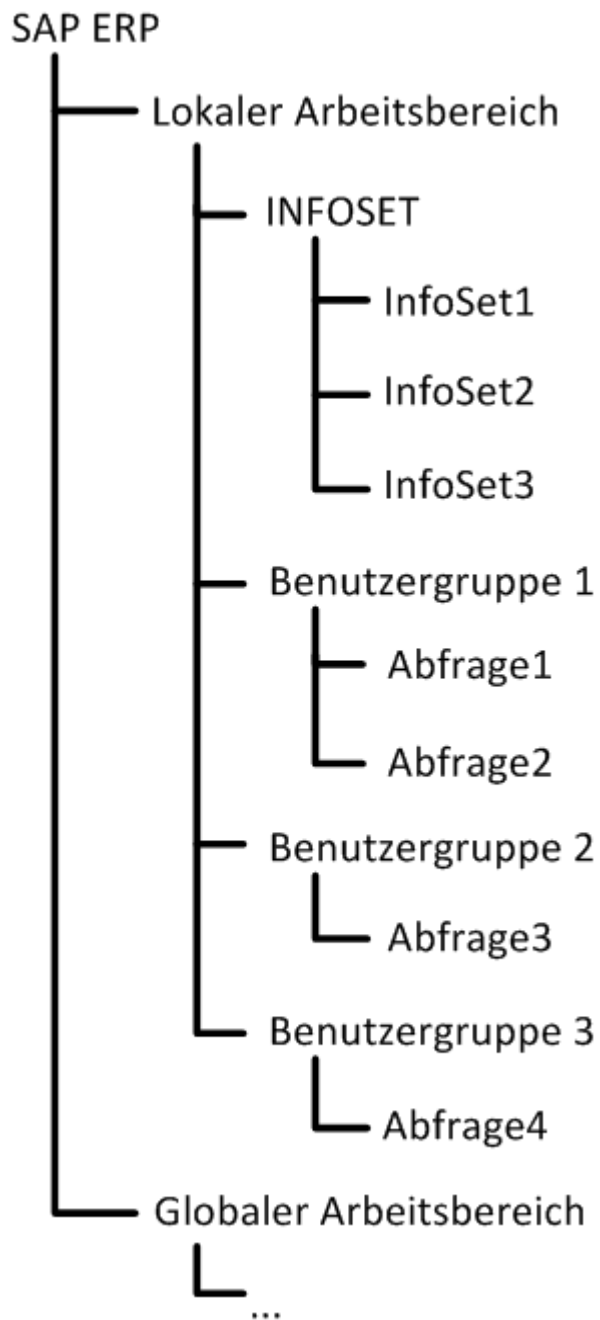 SAP ERP
Lokaler Arbeitsbereich
INFOSET
InfoSet1
InfoSet2
InfoSet3
Benutzergruppe 1
Abfrage1
Abfrage2
Benutzergruppe 2
Abfrage3
Benutzergruppe 3
Abfrage4
Globaler Arbeitsbereich
...